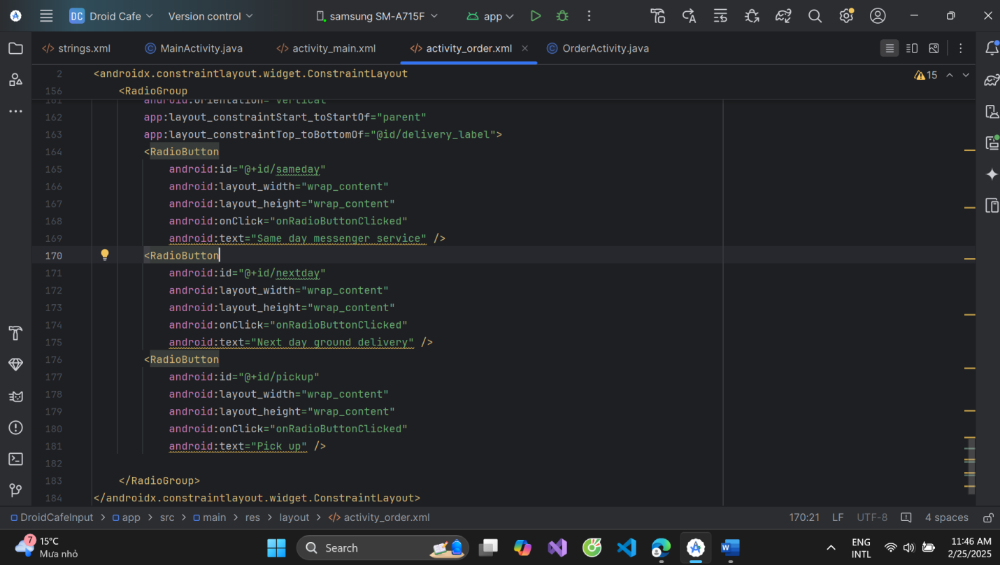 DC Droid Cafe Version control samsung SM-A715F app
</> strings.xml C MainActivity.java </> activity_main.xml </> activity_order.xml C OrderActivity.java
2 <androidx.constraintlayout.widget.ConstraintLayout 15
156 <RadioGroup
161 android:orientation="vertical"
162 app:layout_constraintStart_toStartOf="parent"
163 app:layout_constraintTop_toBottomOf="@id/delivery_label">
164 <RadioButton
165 android:id="@+id/sameday"
166 android:layout_width="wrap_content"
167 android:layout_height="wrap_content"
168 android:onClick="onRadioButtonClicked"
169 android:text="Same day messenger service" />
170 <RadioButton
171 android:id="@+id/nextday"
172 android:layout_width="wrap_content"
173 android:layout_height="wrap_content"
174 android:onClick="onRadioButtonClicked"
175 android:text="Next day ground delivery" />
176 <RadioButton
177 android:id="@+id/pickup"
178 android:layout_width="wrap_content"
179 android:layout_height="wrap_content"
180 android:onClick="onRadioButtonClicked"
181 android:text="Pick up" />
182
183 </RadioGroup>
184 </androidx.constraintlayout.widget.ConstraintLayout>
DroidCafeInput > app > src > main > res > layout > </> activity_order.xml 170:21 LF UTF-8 4 spaces
7 15°C
Mưa nhỏ
Search
ENG
INTL
11:46 AM
2/25/2025